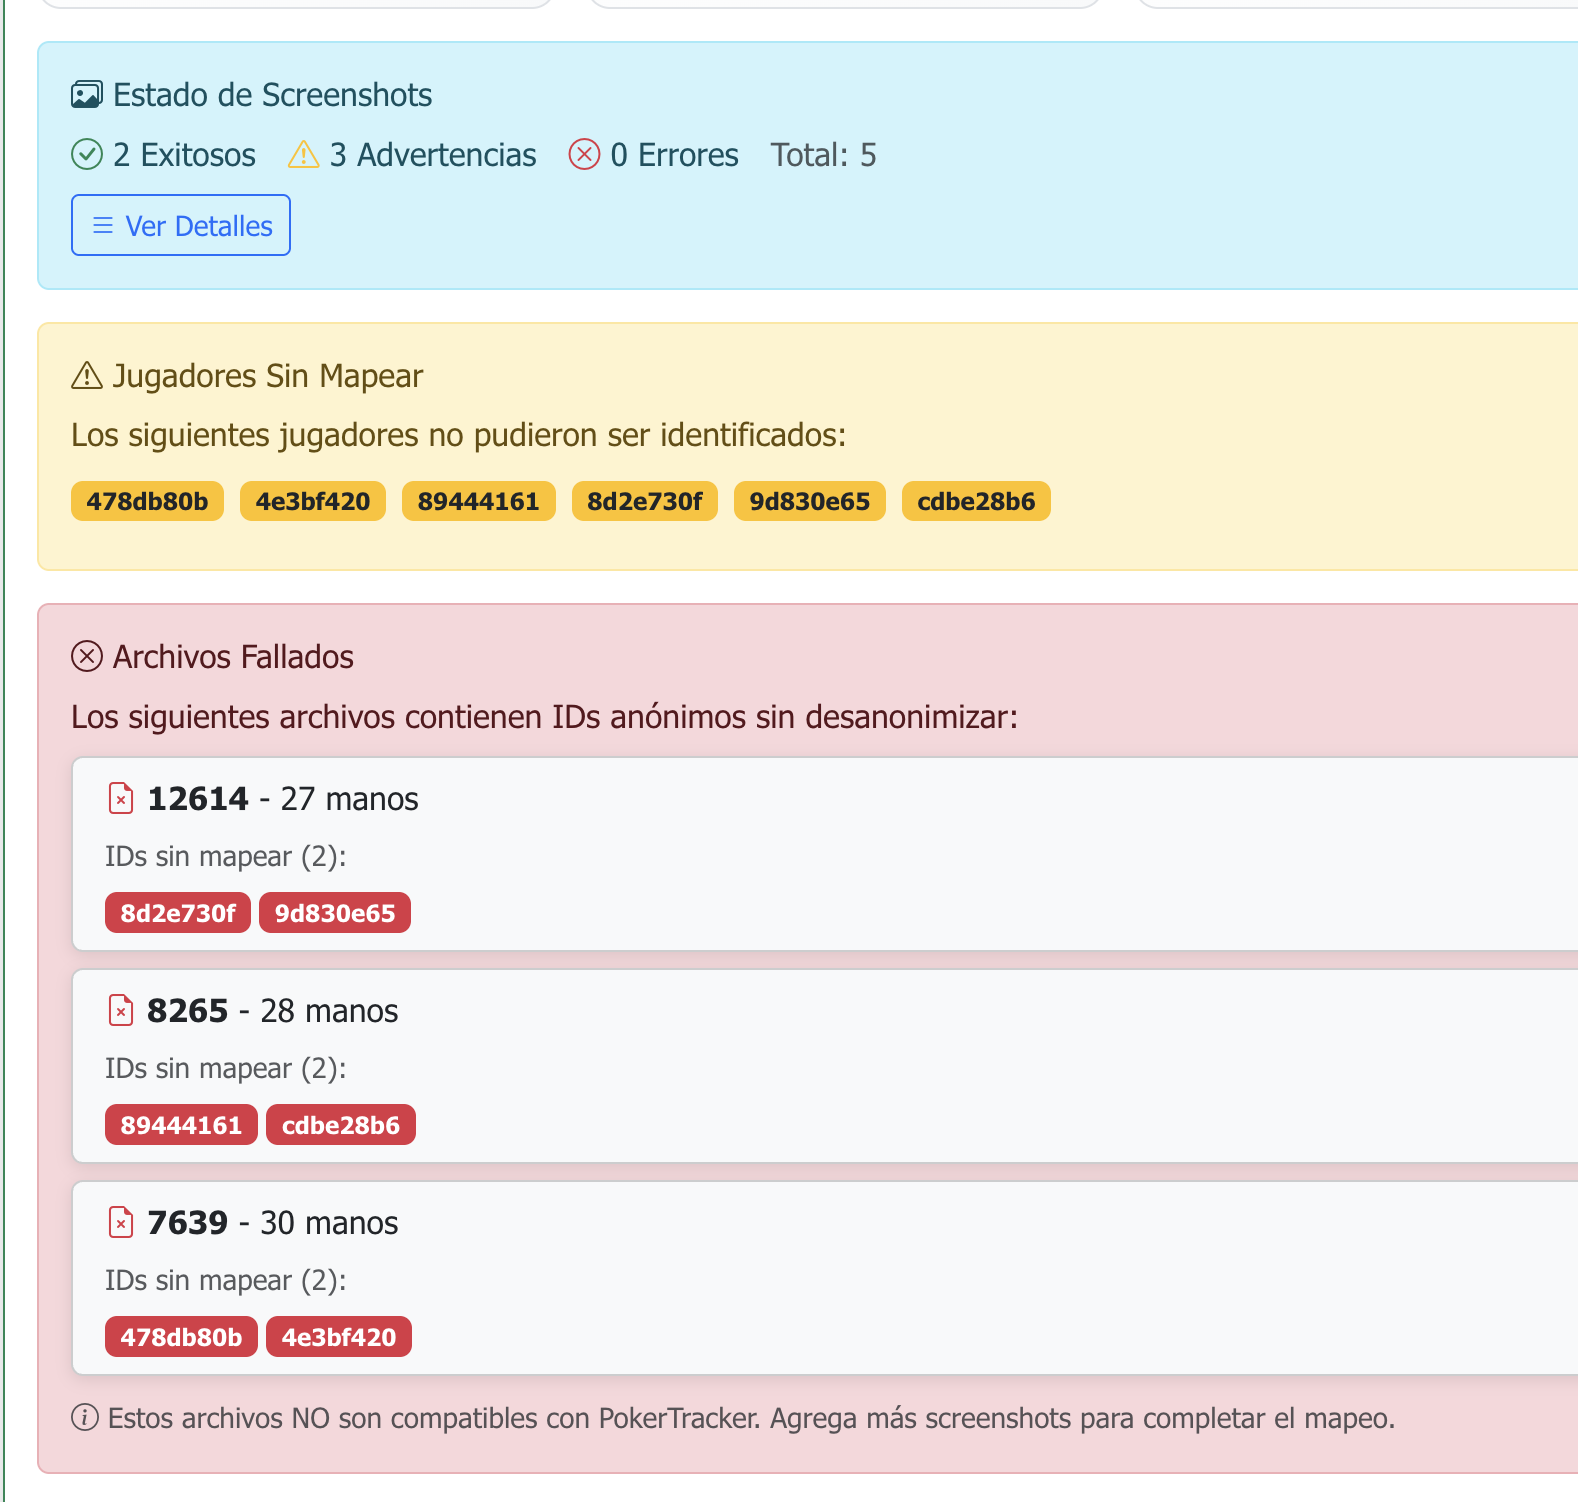 Estado de Screenshots
2 Exitosos 3 Advertencias 0 Errores Total: 5
Ver Detalles
Jugadores Sin Mapear
Los siguientes jugadores no pudieron ser identificados:
478db80b 4e3bf420 89444161 8d2e730f 9d830e65 cdbe28b6
Archivos Fallados
Los siguientes archivos contienen IDs anónimos sin desanonimizar:
12614 - 27 manos
IDs sin mapear (2):
8d2e730f 9d830e65
8265 - 28 manos
IDs sin mapear (2):
89444161 cdbe28b6
7639 - 30 manos
IDs sin mapear (2):
478db80b 4e3bf420
Estos archivos NO son compatibles con PokerTracker. Agrega más screenshots para completar el mapeo.